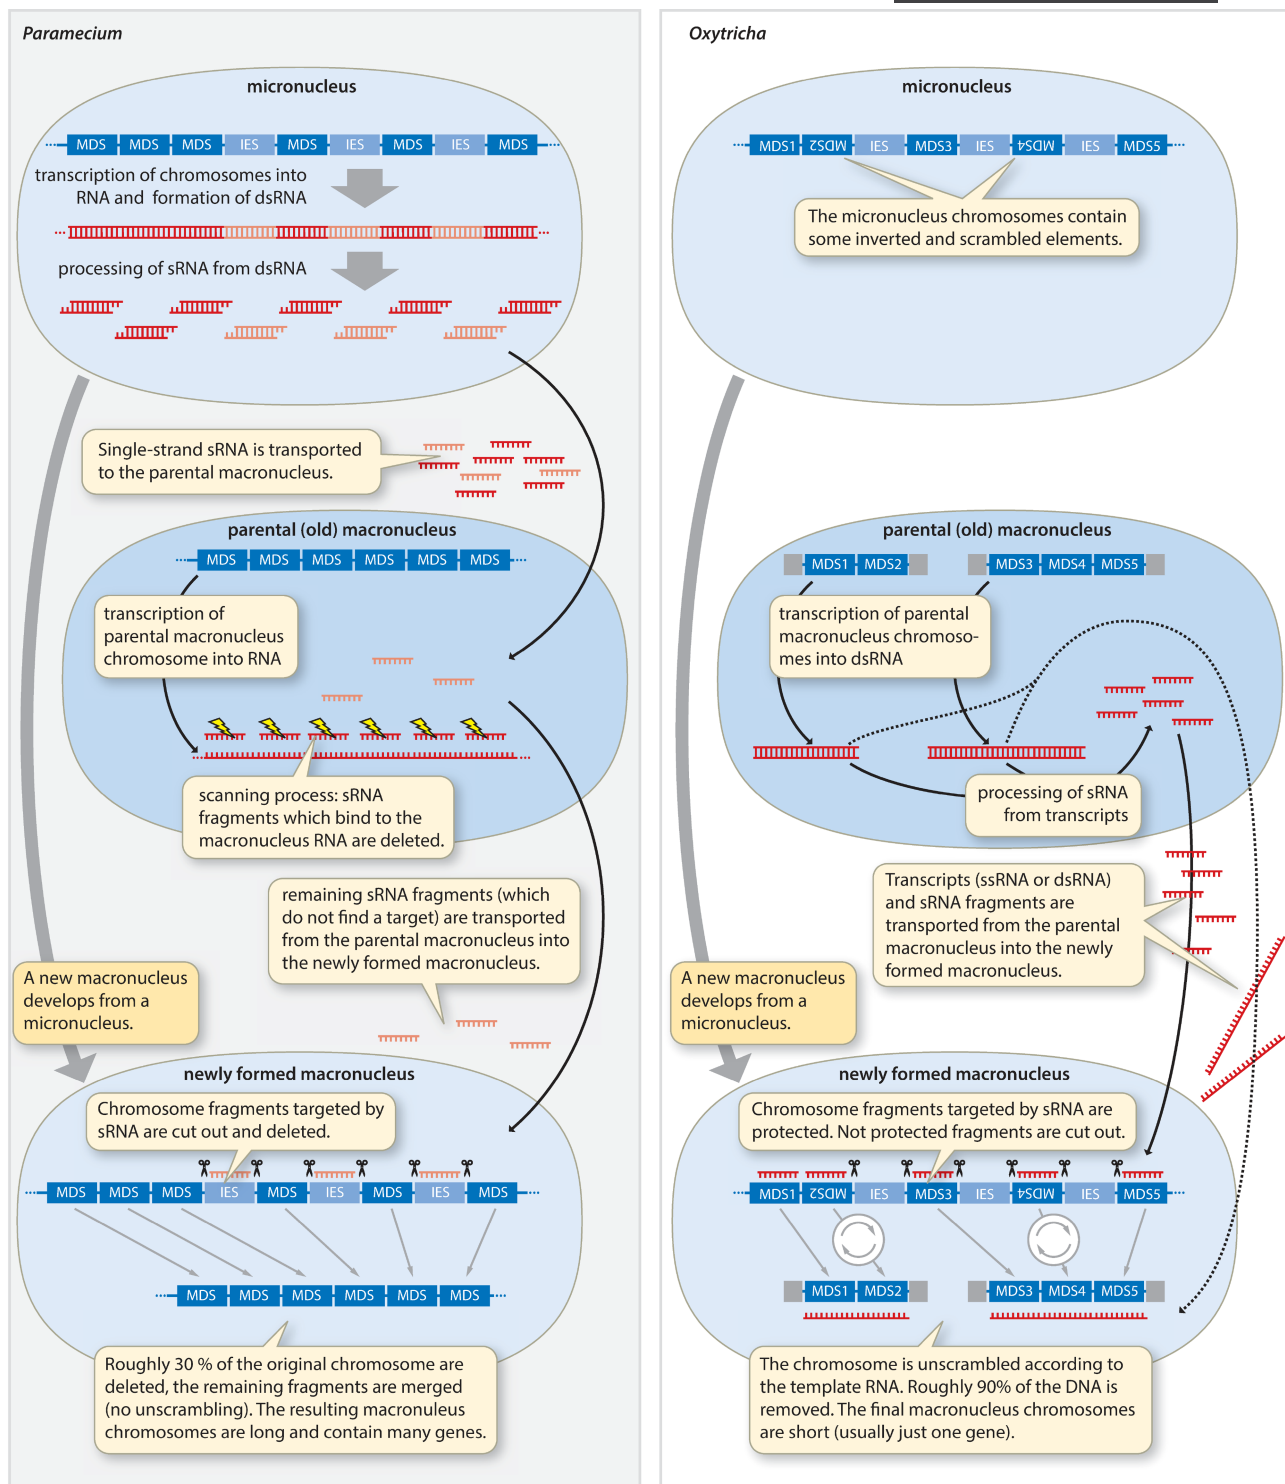 Paramecium
micronucleus
MDS MDS MDS IES MDS IES MDS IES MDS
transcription of chromosomes into
RNA and formation of dsRNA
processing of sRNA from dsRNA
Single-strand sRNA is transported
to the parental macronucleus.
parental (old) macronucleus
MDS MDS MDS MDS MDS MDS
transcription of
parental macronucleus
chromosome into RNA
scanning process: sRNA
fragments which bind to the
macronucleus RNA are deleted.
remaining sRNA fragments (which
do not find a target) are transported
from the parental macronucleus into
the newly formed macronucleus.
A new macronucleus
develops from a
micronucleus.
newly formed macronucleus
Chromosome fragments targeted by
sRNA are cut out and deleted.
MDS MDS MDS IES MDS IES MDS IES MDS
MDS MDS MDS MDS MDS MDS
Roughly 30 % of the original chromosome are
deleted, the remaining fragments are merged
(no unscrambling). The resulting macronuleus
chromosomes are long and contain many genes.
Oxytricha
micronucleus
MDS1 MDS2 IES MDS3 IES MDS4 IES MDS5
The micronucleus chromosomes contain
some inverted and scrambled elements.
parental (old) macronucleus
MDS1 MDS2 MDS3 MDS4 MDS5
transcription of parental
macronucleus chromoso-
mes into dsRNA
processing of sRNA
from transcripts
Transcripts (ssRNA or dsRNA)
and sRNA fragments are
transported from the parental
macronucleus into the newly
formed macronucleus.
A new macronucleus
develops from a
micronucleus.
newly formed macronucleus
Chromosome fragments targeted by sRNA are
protected. Not protected fragments are cut out.
MDS1 MDS2 IES MDS3 IES MDS4 IES MDS5
MDS1 MDS2 MDS3 MDS4 MDS5
The chromosome is unscrambled according to
the template RNA. Roughly 90% of the DNA is
removed. The final macronucleus chromosomes
are short (usually just one gene).